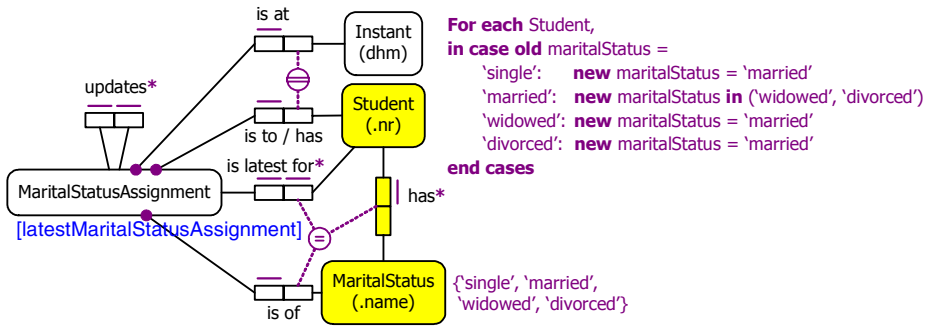 is at
Instant
(dhm)
updates*
Student
(.nr)
is to / has
is latest for*
MaritalStatusAssignment
[latestMaritalStatusAssignment]
has*
=
MaritalStatus
(.name)
is of
{‘single’, ‘married’,
‘widowed’, ‘divorced’}
For each Student,
in case old maritalStatus =
‘single’: new maritalStatus = ‘married’
‘married’: new maritalStatus in (‘widowed’, ‘divorced’)
‘widowed’: new maritalStatus = ‘married’
‘divorced’: new maritalStatus = ‘married’
end cases